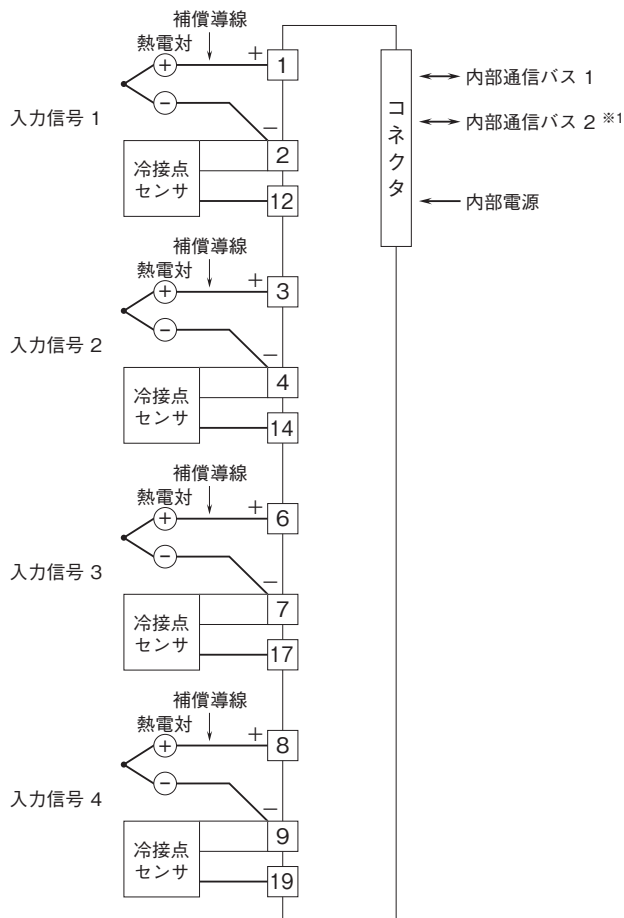 補償導線
熱電対
+
+
1
−
−
入力信号 1
2
冷接点
センサ
12
コネクタ
内部通信バス 1
内部通信バス 2 ※1
内部電源
補償導線
熱電対
+
+
3
−
−
入力信号 2
4
冷接点
センサ
14
補償導線
熱電対
+
+
6
−
−
入力信号 3
7
冷接点
センサ
17
補償導線
熱電対
+
+
8
−
−
入力信号 4
9
冷接点
センサ
19